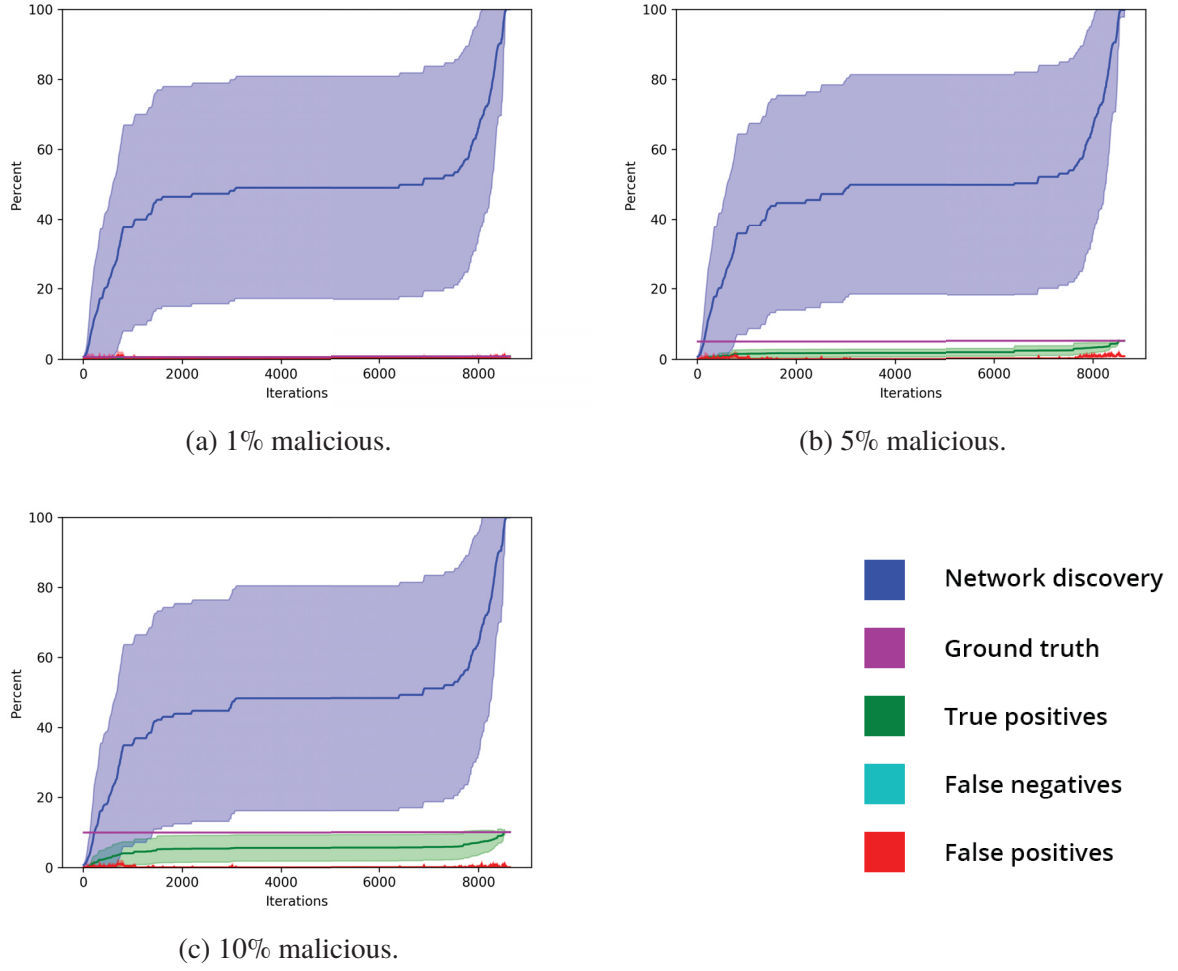 100
80
60
40
20
0
Percent
0 2000 4000 6000 8000
Iterations
(a) 1% malicious.
100
80
60
40
20
0
Percent
0 2000 4000 6000 8000
Iterations
(b) 5% malicious.
100
80
60
40
20
0
Percent
0 2000 4000 6000 8000
Iterations
(c) 10% malicious.
Network discovery
Ground truth
True positives
False negatives
False positives